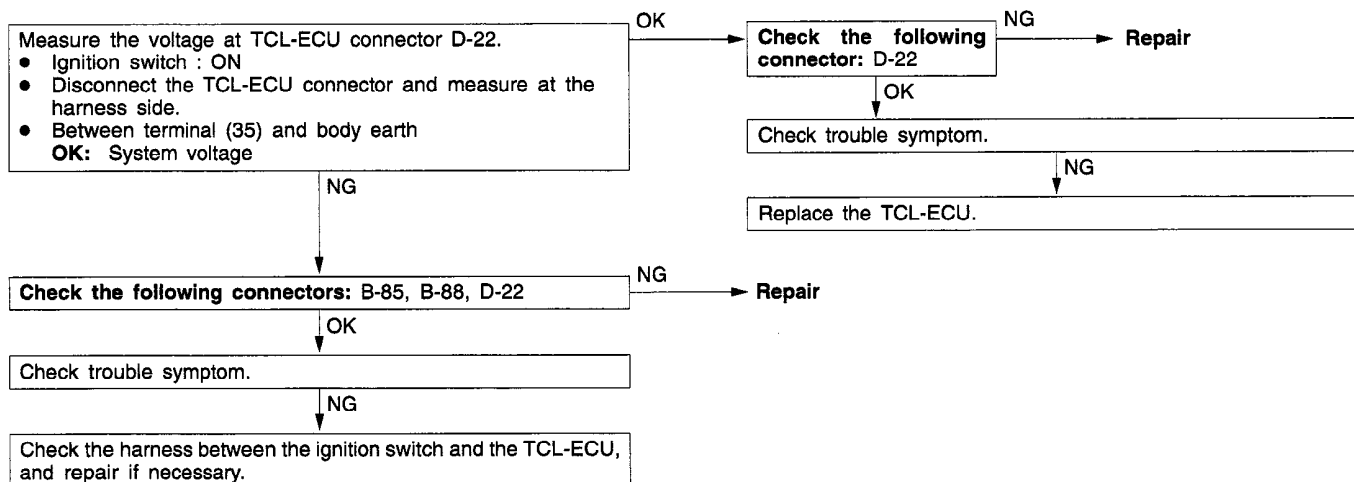 Measure the voltage at TCL-ECU connector D-22.
● Ignition switch : ON
● Disconnect the TCL-ECU connector and measure at the
harness side.
● Between terminal (35) and body earth
OK: System voltage
OK
Check the following
connector: D-22
NG
Repair
OK
Check trouble symptom.
NG
Replace the TCL-ECU.
NG
Check the following connectors: B-85, B-88, D-22
NG
Repair
OK
Check trouble symptom.
NG
Check the harness between the ignition switch and the TCL-ECU,
and repair if necessary.